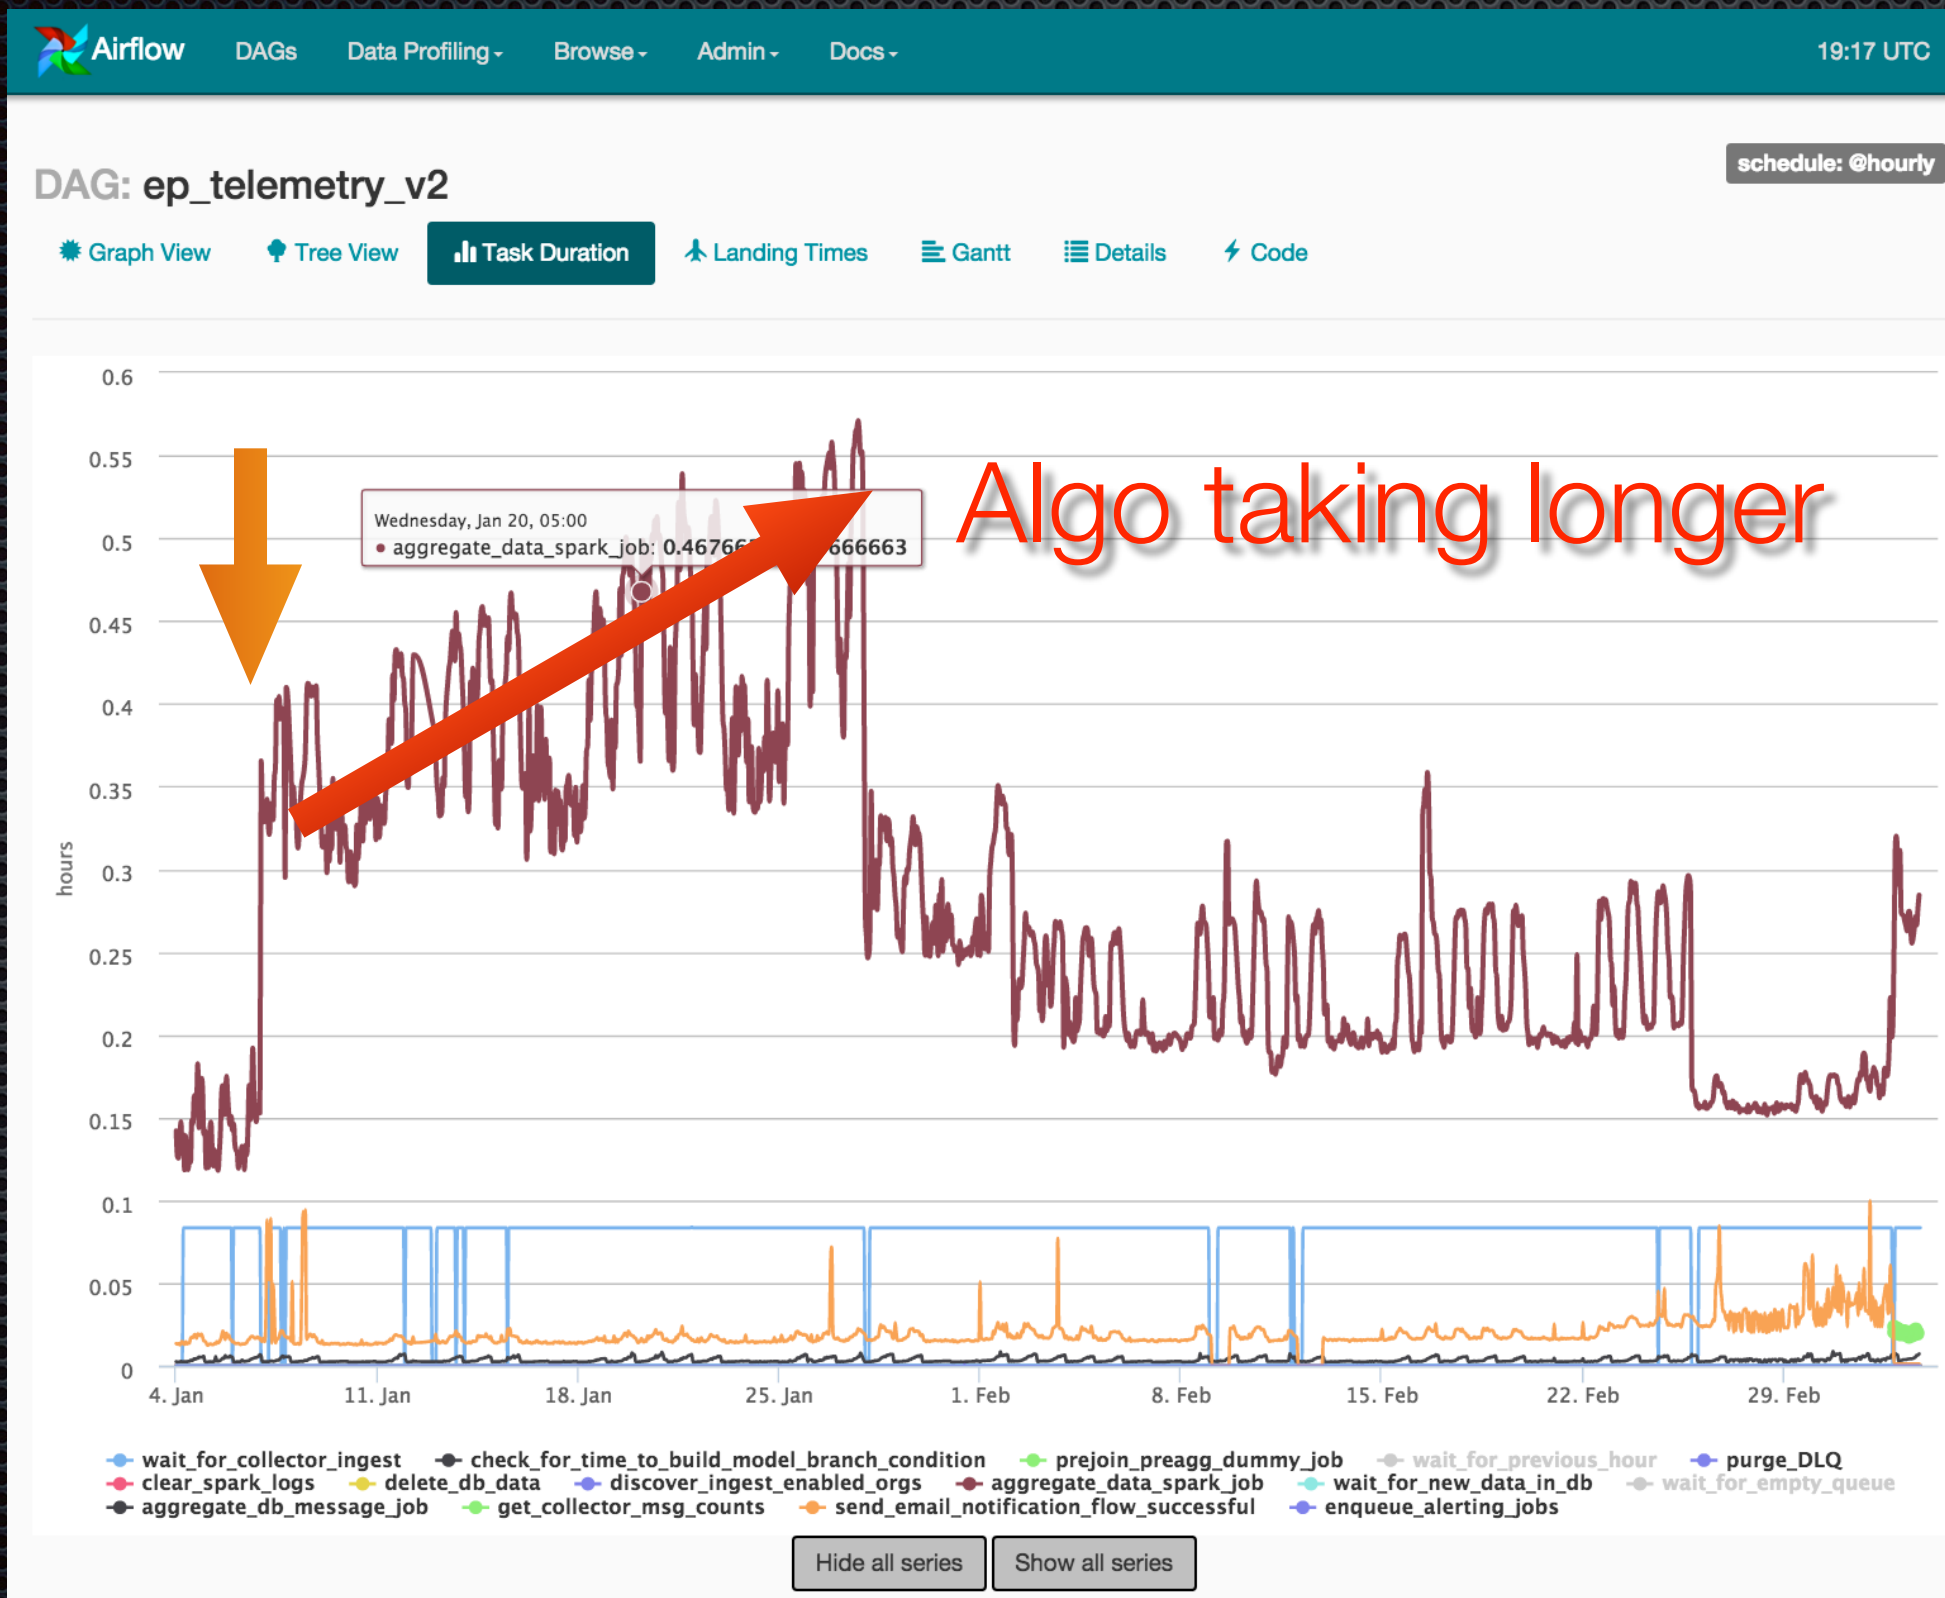 Airflow DAGs Data Profiling Browse Admin Docs 19:17 UTC
schedule: @hourly
DAG: ep_telemetry_v2
Graph View Tree View Task Duration Landing Times Gantt Details Code
0.6
0.55
0.5
0.45
0.4
0.35
0.3
0.25
0.2
0.15
0.1
0.05
0
hours
Algo taking longer
Wednesday, Jan 20, 05:00
aggregate_data_spark_job: 0.46766 666663
4. Jan 11. Jan 18. Jan 25. Jan 1. Feb 8. Feb 15. Feb 22. Feb 29. Feb
wait_for_collector_ingest check_for_time_to_build_model_branch_condition prejoin_preagg_dummy_job wait_for_previous_hour purge_DLQ
clear_spark_logs delete_db_data discover_ingest_enabled_orgs aggregate_data_spark_job wait_for_new_data_in_db wait_for_empty_queue
aggregate_db_message_job get_collector_msg_counts send_email_notification_flow_successful enqueue_alerting_jobs
Hide all series Show all series